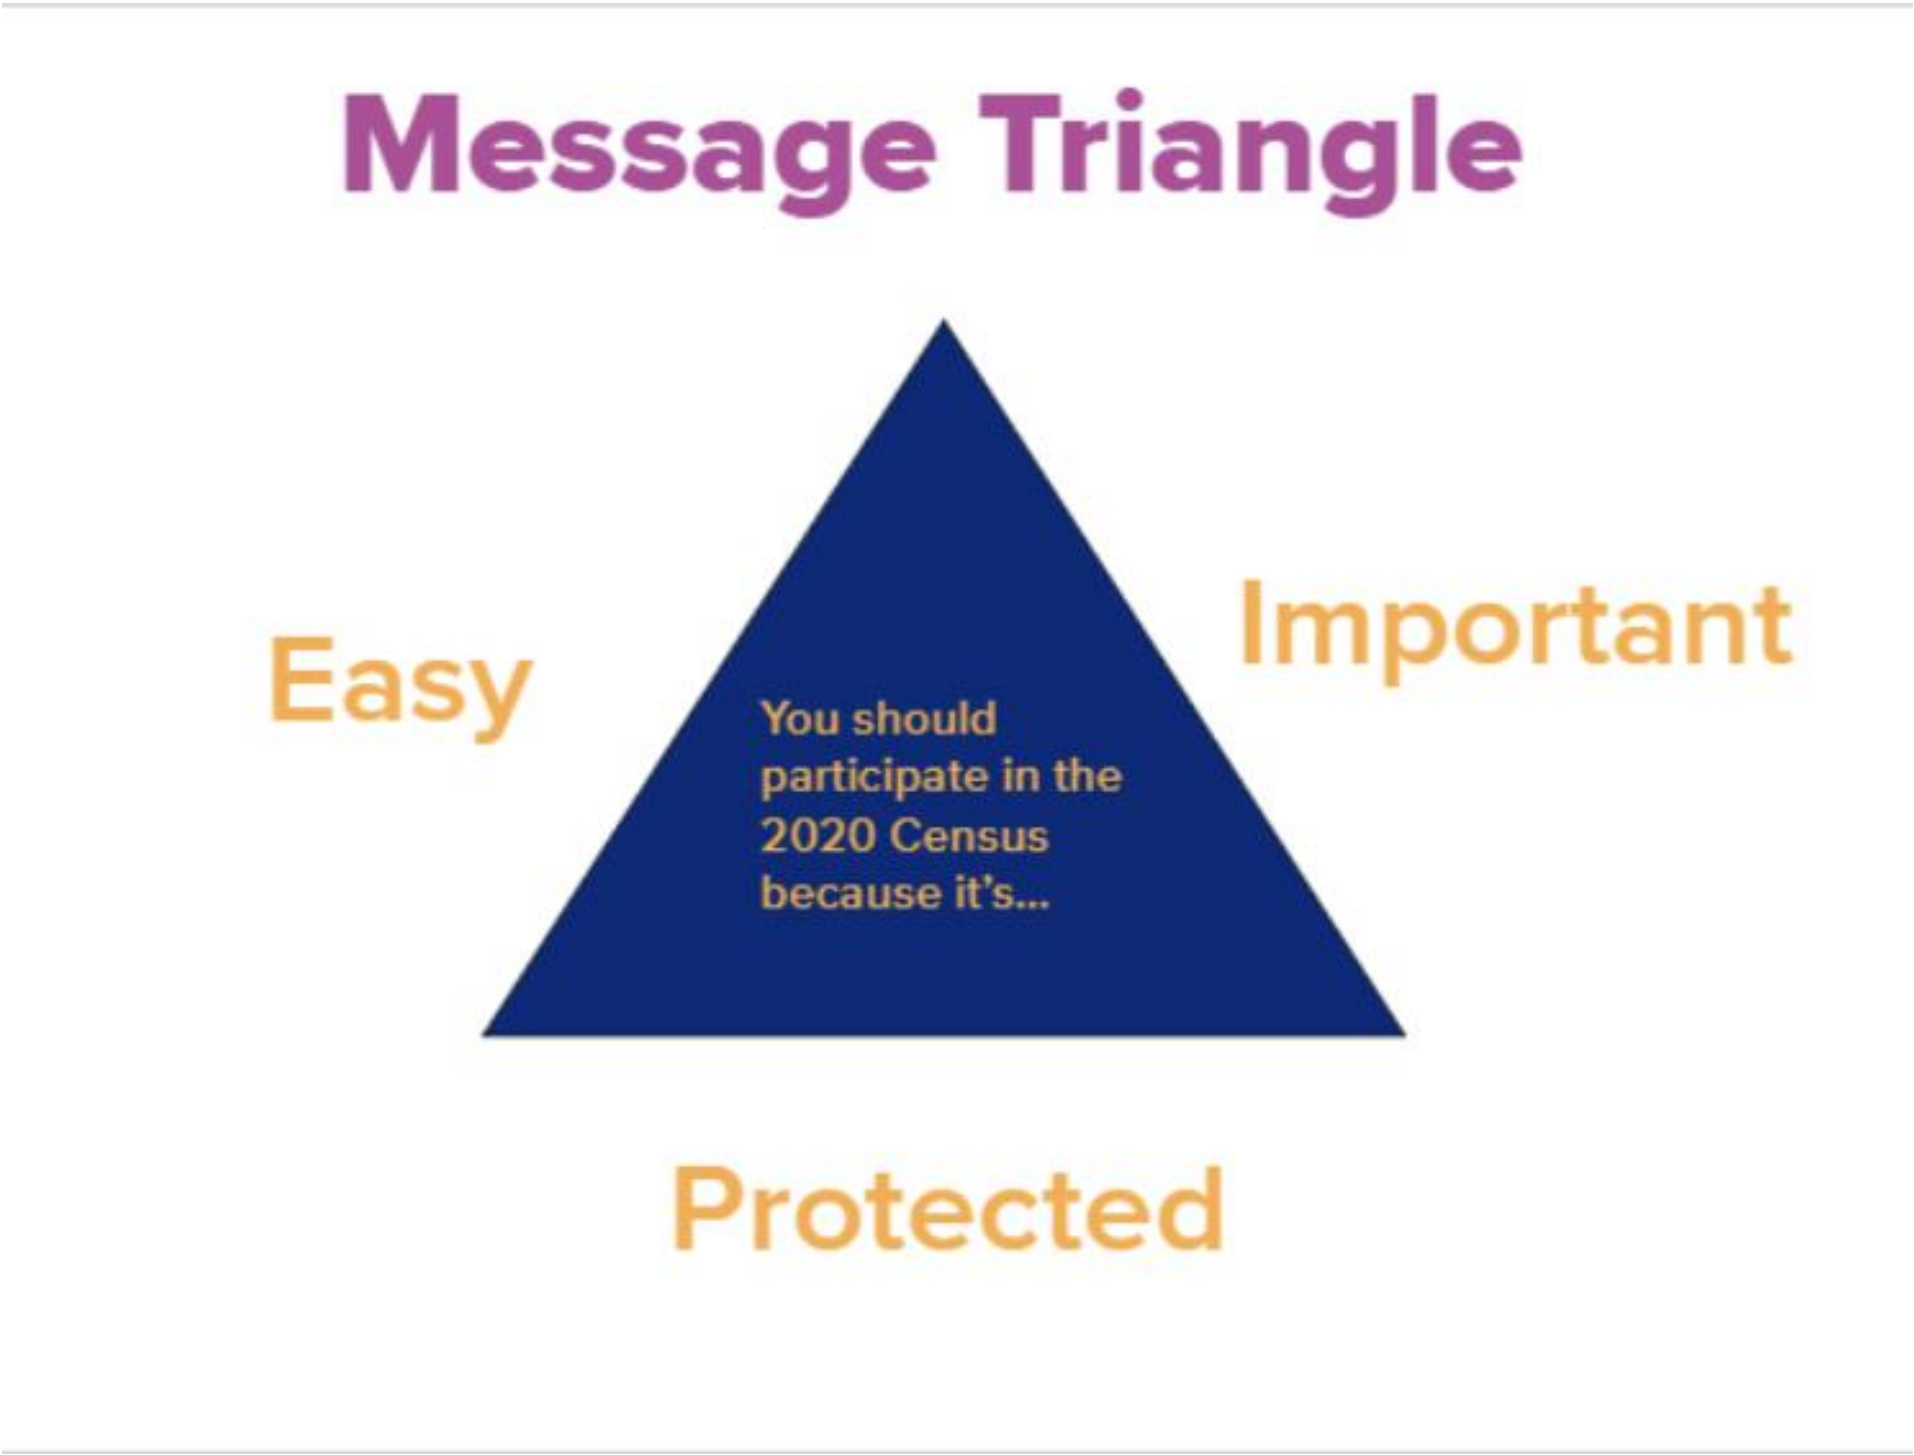 Message Triangle
Easy
Important
You should
participate in the
2020 Census
because it’s...
Protected